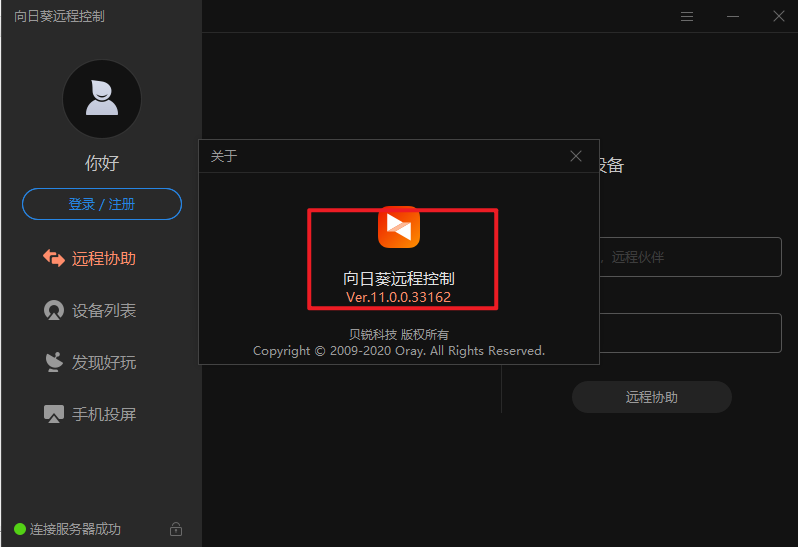 向日葵远程控制
你好
登录 / 注册
远程协助
设备列表
发现好玩
手机投屏
连接服务器成功
关于
向日葵远程控制
Ver.11.0.0.33162
贝锐科技 版权所有
Copyright © 2009-2020 Oray. All Rights Reserved.
设备
远程伙伴
远程协助